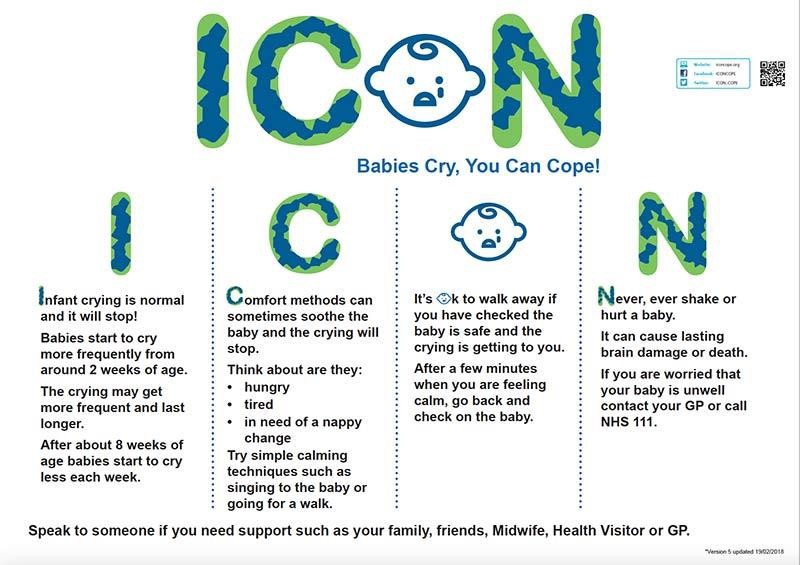 ICON
Website: iconcope.org
Facebook: ICONCOPE
Twitter: ICON_COPE
Babies Cry, You Can Cope!
I
Infant crying is normal
and it will stop!
Babies start to cry
more frequently from
around 2 weeks of age.
The crying may get
more frequent and last
longer.
After about 8 weeks of
age babies start to cry
less each week.
C
Comfort methods can
sometimes soothe the
baby and the crying will
stop.
Think about are they:
• hungry
• tired
• in need of a nappy
change
Try simple calming
techniques such as
singing to the baby or
going for a walk.
O
It's Ok to walk away if
you have checked the
baby is safe and the
crying is getting to you.
After a few minutes
when you are feeling
calm, go back and
check on the baby.
N
Never, ever shake or
hurt a baby.
It can cause lasting
brain damage or death.
If you are worried that
your baby is unwell
contact your GP or call
NHS 111.
Speak to someone if you need support such as your family, friends, Midwife, Health Visitor or GP.
*Version 5 updated 19/02/2018